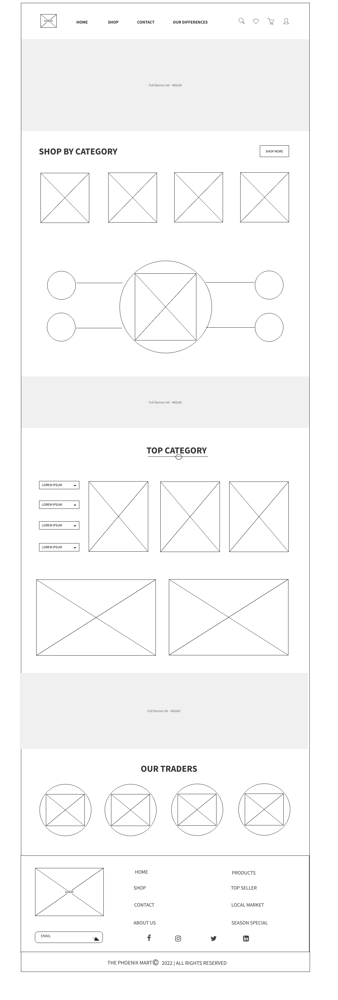 LOGO
HOME SHOP CONTACT OUR DIFFERENCES
Full Banner Ad - 468x60
SHOP BY CATEGORY
SHOP MORE
Full Banner Ad - 468x60
TOP CATEGORY
LOREM IPSUM
LOREM IPSUM
LOREM IPSUM
LOREM IPSUM
Full Banner Ad - 468x60
OUR TRADERS
LOGO
EMAIL
HOME
SHOP
CONTACT
ABOUT US
PRODUCTS
TOP SELLER
LOCAL MARKET
SEASON SPECIAL
THE PHOENIX MART © 2022 | ALL RIGHTS RESERVED